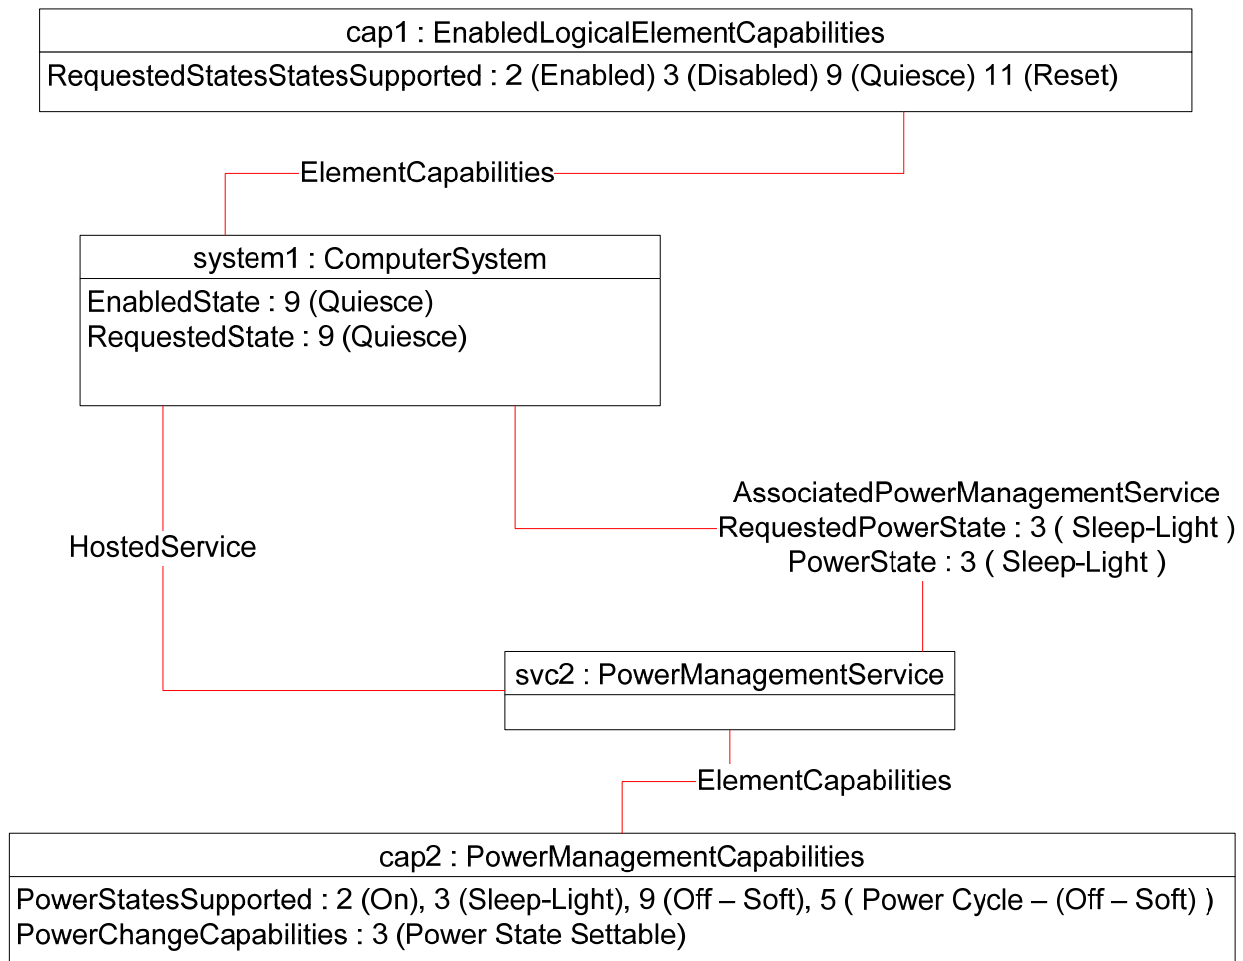 cap1 : EnabledLogicalElementCapabilities
RequestedStatesStatesSupported : 2 (Enabled) 3 (Disabled) 9 (Quiesce) 11 (Reset)
ElementCapabilities
system1 : ComputerSystem
EnabledState : 9 (Quiesce)
RequestedState : 9 (Quiesce)
AssociatedPowerManagementService
RequestedPowerState : 3 ( Sleep-Light )
PowerState : 3 ( Sleep-Light )
HostedService
svc2 : PowerManagementService
ElementCapabilities
cap2 : PowerManagementCapabilities
PowerStatesSupported : 2 (On), 3 (Sleep-Light), 9 (Off – Soft), 5 ( Power Cycle – (Off – Soft) )
PowerChangeCapabilities : 3 (Power State Settable)